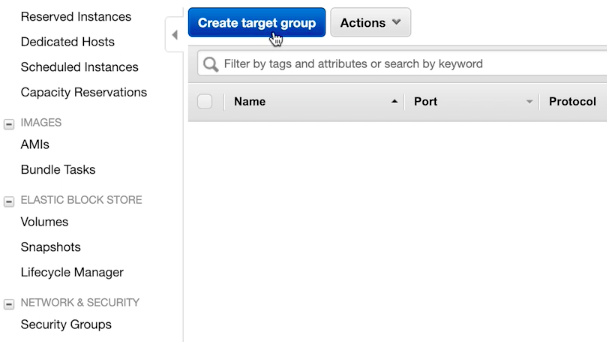 Reserved Instances
Dedicated Hosts
Scheduled Instances
Capacity Reservations
IMAGES
AMIs
Bundle Tasks
ELASTIC BLOCK STORE
Volumes
Snapshots
Lifecycle Manager
NETWORK & SECURITY
Security Groups
Create target group Actions
Filter by tags and attributes or search by keyword
Name Port Protocol